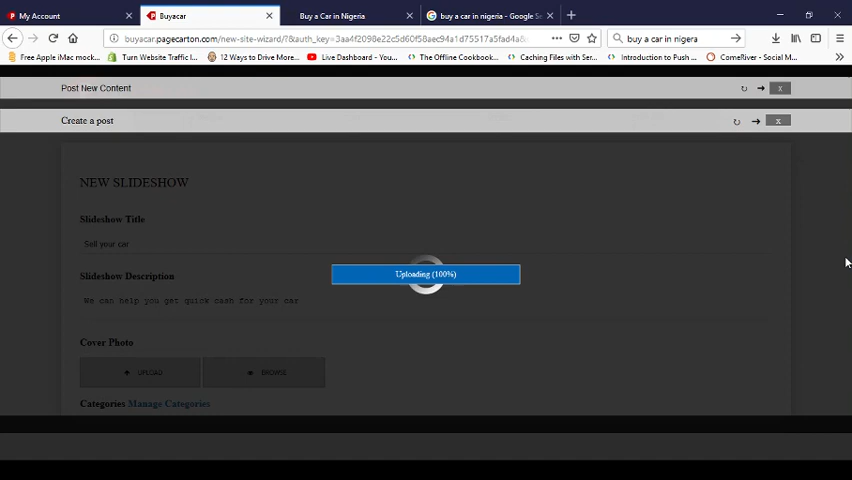 My Account
Buyacar
Buy a Car in Nigeria
buy a car in nigeria - Google Se
buyacar.pagecarton.com/new-site-wizard/?&auth_key=3aa4f2098e22c5d60f58aec94a1d75517a5fad4a&
buy a car in nigera
Free Apple iMac mock...
Turn Website Traffic I...
12 Ways to Drive More...
Live Dashboard - You...
The Offline Cookbook...
Caching Files with Ser...
Introduction to Push ...
ComeRiver - Social M...
Post New Content
x
Create a post
x
NEW SLIDESHOW
Slideshow Title
Sell your car
Uploading (100%)
Slideshow Description
We can help you get quick cash for your car
Cover Photo
UPLOAD
BROWSE
Categories Manage Categories